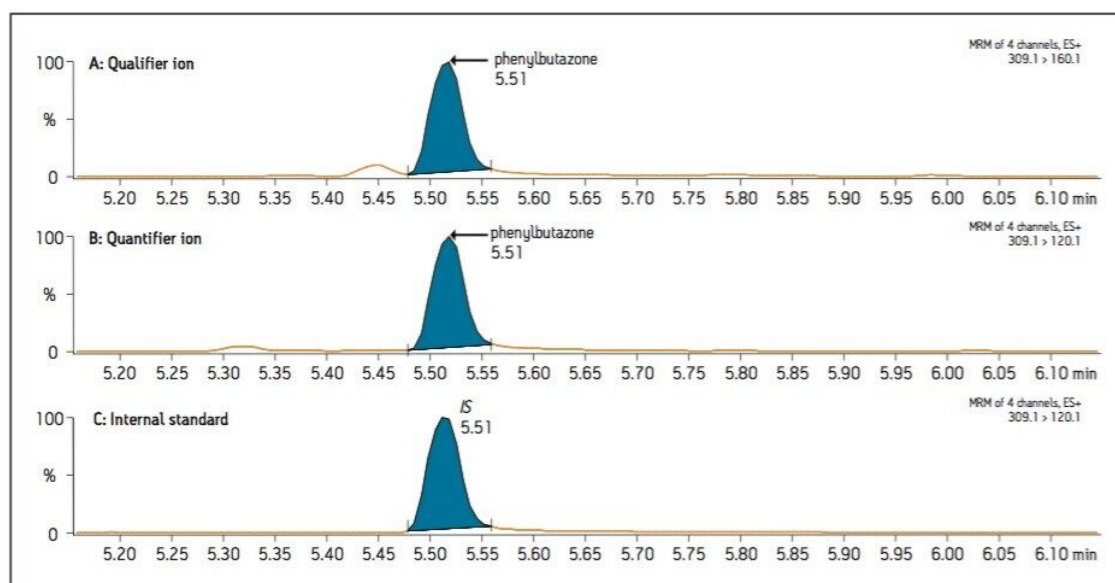 MRM of 4 channels, ES+
309.1 > 160.1
A: Qualifier ion
phenylbutazone
5.51
100
%
0
5.20 5.25 5.30 5.35 5.40 5.45 5.50 5.55 5.60 5.65 5.70 5.75 5.80 5.85 5.90 5.95 6.00 6.05 6.10 min
MRM of 4 channels, ES+
309.1 > 120.1
B: Quantifier ion
phenylbutazone
5.51
100
%
0
5.20 5.25 5.30 5.35 5.40 5.45 5.50 5.55 5.60 5.65 5.70 5.75 5.80 5.85 5.90 5.95 6.00 6.05 6.10 min
MRM of 4 channels, ES+
309.1 > 120.1
C: Internal standard
IS
5.51
100
%
0
5.20 5.25 5.30 5.35 5.40 5.45 5.50 5.55 5.60 5.65 5.70 5.75 5.80 5.85 5.90 5.95 6.00 6.05 6.10 min